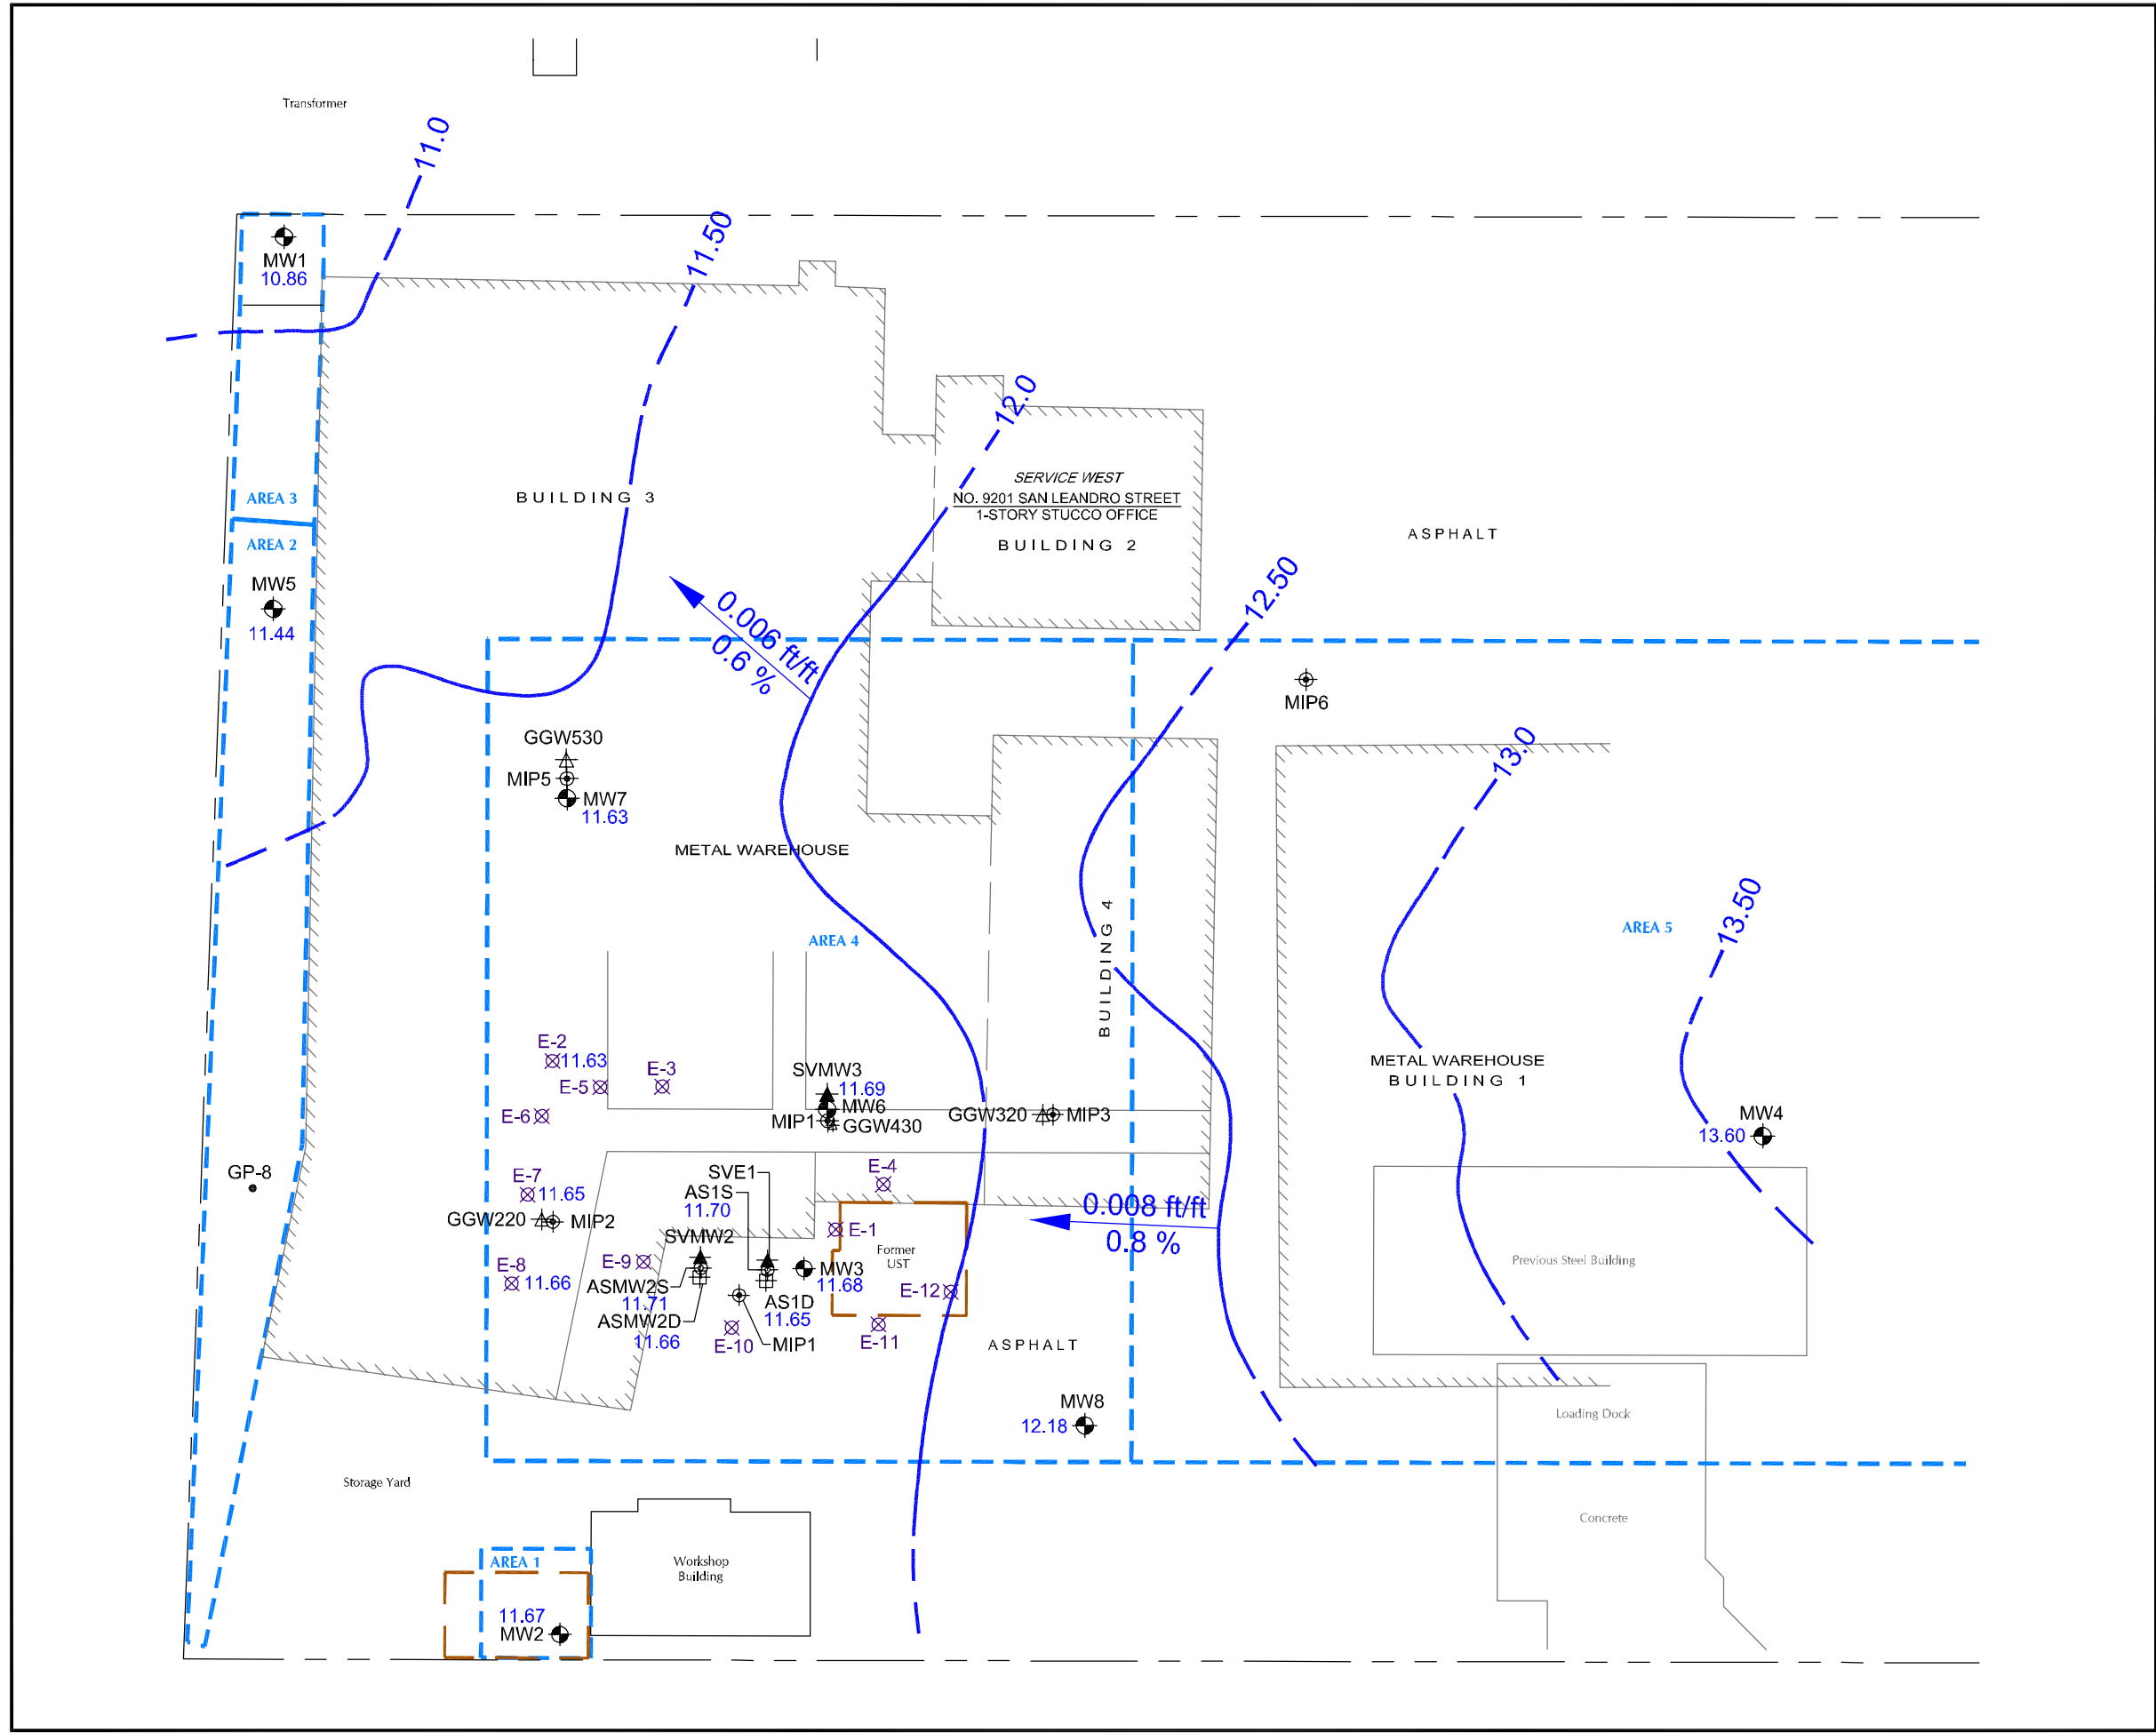 Transformer
11.0
11.50
MW1
10.86
12.0
SERVICE WEST
NO. 9201 SAN LEANDRO STREET
1-STORY STUCCO OFFICE
BUILDING 2
BUILDING 3
AREA 3
AREA 2
ASPHALT
MW5
11.44
12.50
0.006 ft/ft
0.6 %
MIP6
GGW530
MIP5
MW7
11.63
13.0
METAL WAREHOUSE
AREA 4
BUILDING 4
AREA 5
13.50
E-2
11.63
E-5
E-3
E-6
SVMW3
11.69
MW6
MIP1
GGW430
GGW320
MIP3
METAL WAREHOUSE
BUILDING 1
MW4
13.60
GP-8
E-7
11.65
GGW220
MIP2
SVE1
AS1S
11.70
E-4
0.008 ft/ft
0.8 %
E-1
SVMW2
Former
UST
E-8
11.66
E-9
ASMW2S
11.71
ASMW2D
11.66
MW3
11.68
AS1D
11.65
MIP1
E-10
E-12
E-11
Previous Steel Building
ASPHALT
MW8
12.18
Loading Dock
Storage Yard
Concrete
AREA 1
Workshop
Building
11.67
MW2